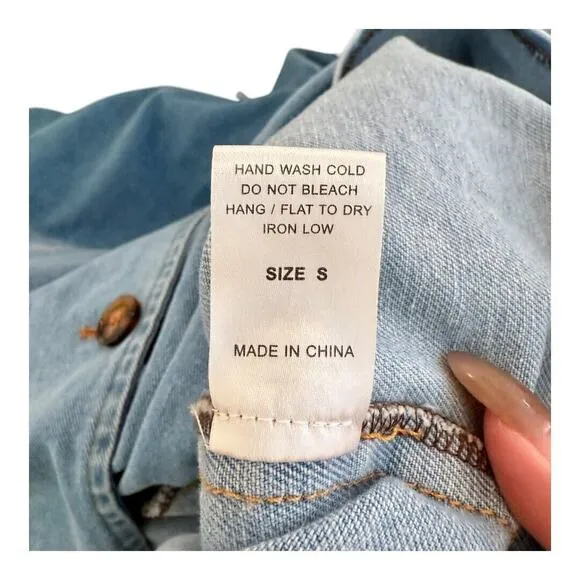 HAND WASH COLD
DO NOT BLEACH
HANG / FLAT TO DRY
IRON LOW
SIZE S
MADE IN CHINA